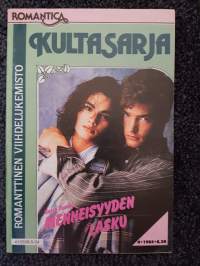 ROMANTICA
KULTASARJA
ROMANTTINEN VIIHDELUKEMISTO
MENNEISYYDEN
LASKU